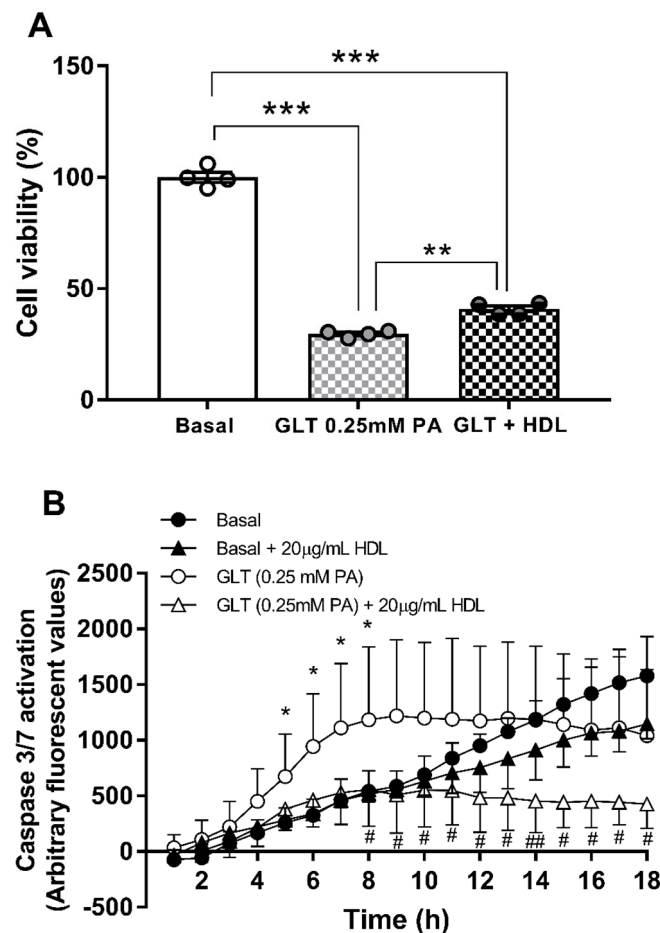 A
Cell viability (%)
150
100
50
0
***
***
**
Basal
GLT 0.25mM PA
GLT + HDL
B
Basal
Basal + 20μg/mL HDL
GLT (0.25 mM PA)
GLT (0.25mM PA) + 20μg/mL HDL
Caspase 3/7 activation
(Arbitrary fluorescent values)
2500
2000
1500
1000
500
0
-500
* * * *
# # # # # # ## # # # #
2 4 6 8 10 12 14 16 18
Time (h)